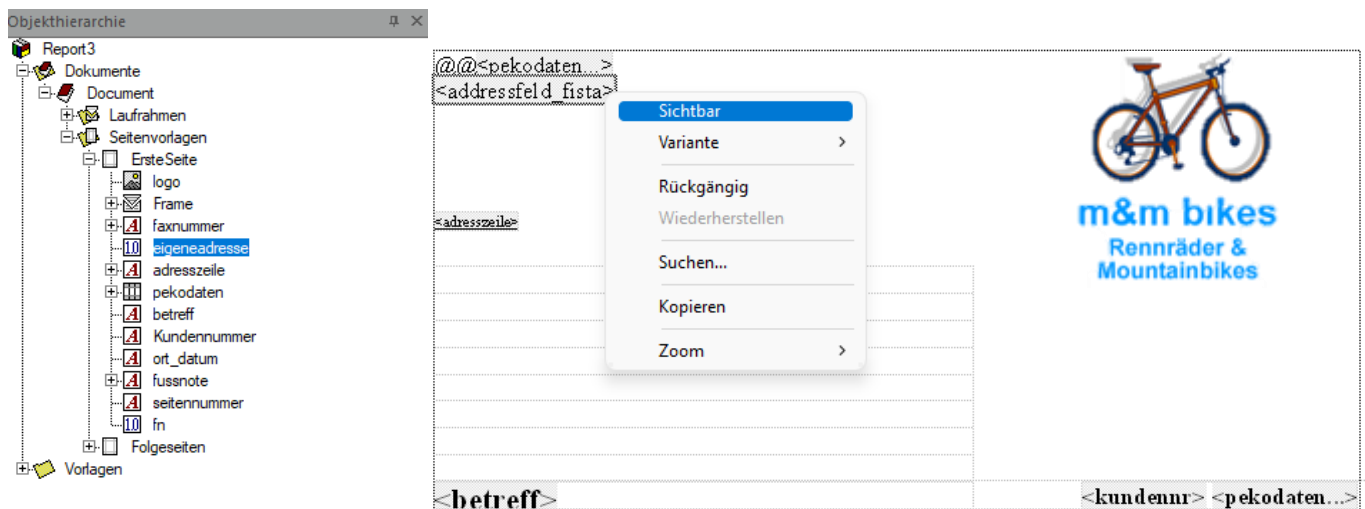 Objekthierarchie
Report3
Dokumente
Document
Laufrahmen
Seitenvorlagen
ErsteSeite
logo
Frame
faxnummer
eigeneadresse
adresszeile
pekodaten
betreff
Kundennummer
ort_datum
fussnote
seitennummer
fn
Folgeseiten
Vorlagen
@@<pekodaten...>
<addressfeld_fista>
<adresszeile>
Sichtbar
Variante
Rückgängig
Wiederherstellen
Suchen...
Kopieren
Zoom
m&m bikes
Rennräder &
Mountainbikes
<betreff>
<kundennr> <pekodaten...>